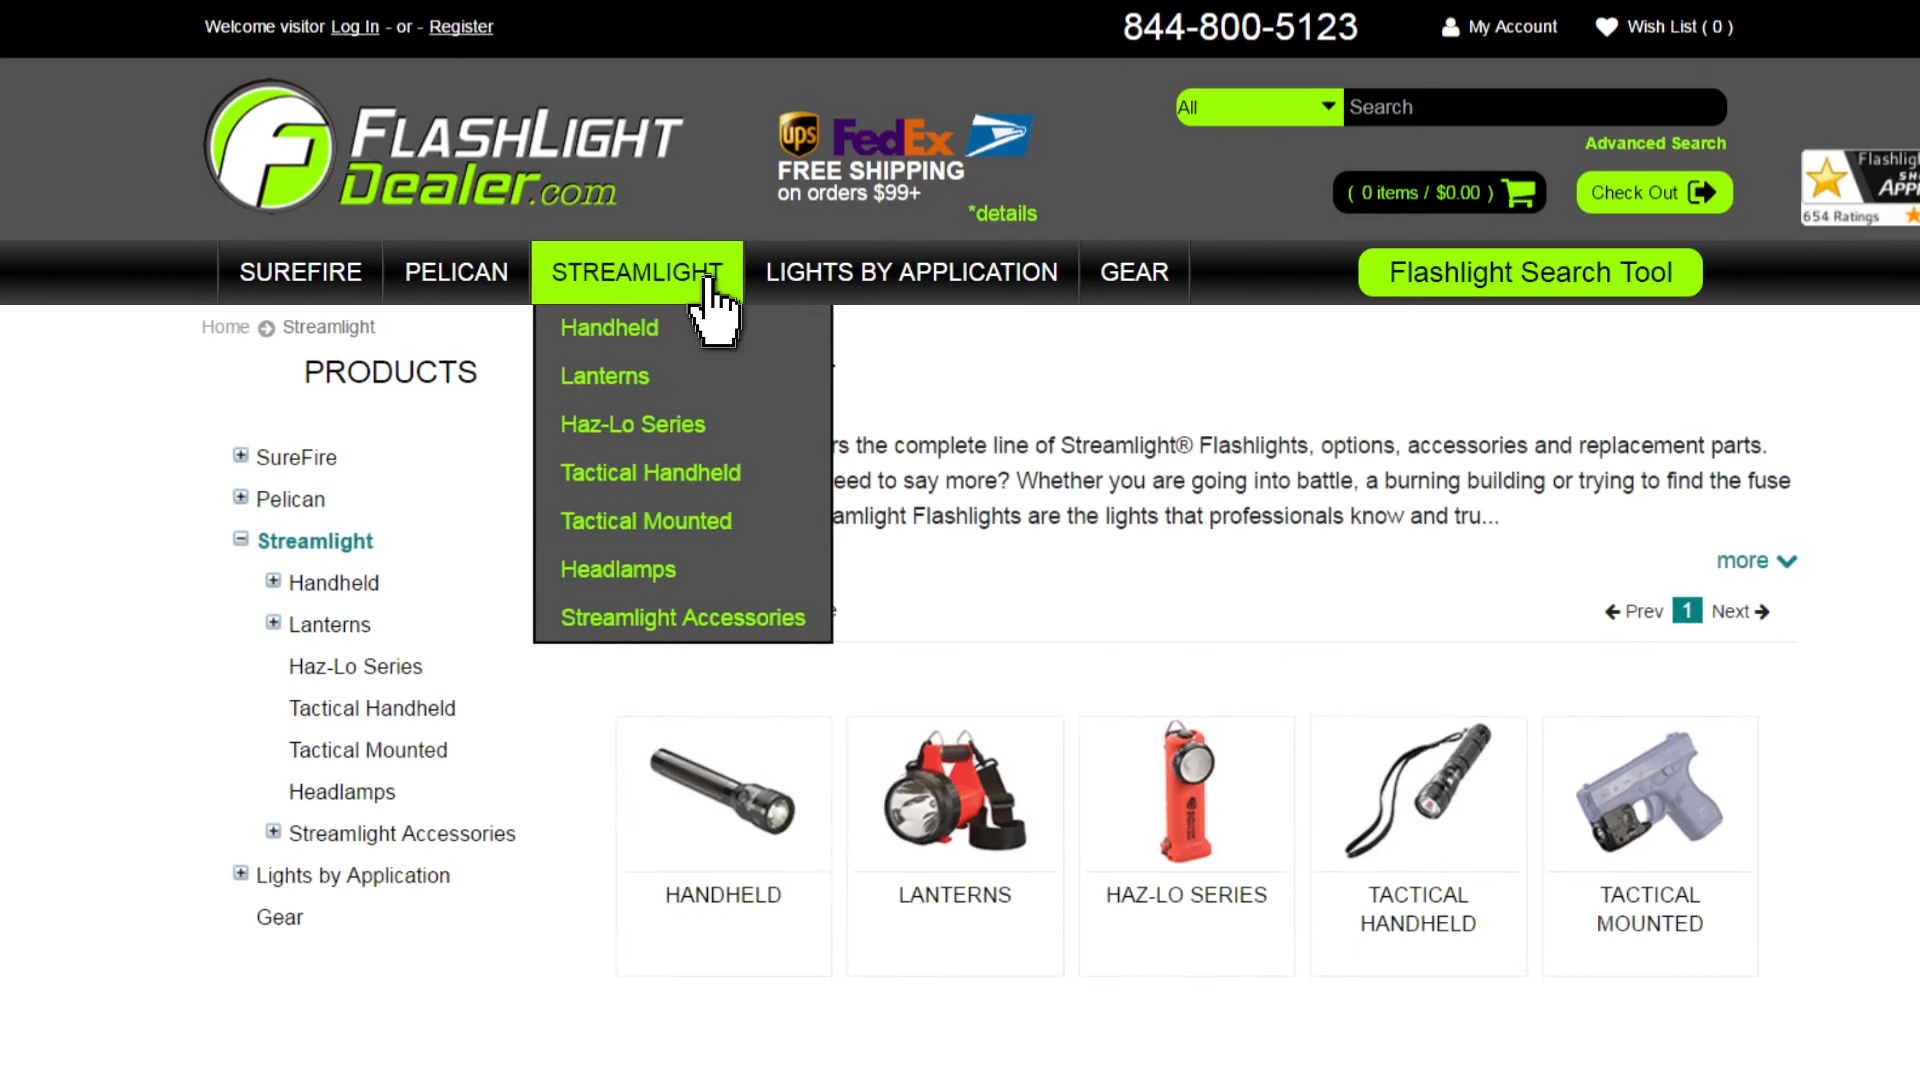 Welcome visitor Log In - or - Register
844-800-5123
My Account
Wish List ( 0 )
FLASHLIGHT
Dealer.com
ups FedEx
FREE SHIPPING
on orders $99+
*details
All
Search
Advanced Search
( 0 items / $0.00 )
Check Out
654 Ratings
SUREFIRE
PELICAN
STREAMLIGHT
LIGHTS BY APPLICATION
GEAR
Flashlight Search Tool
Home Streamlight
PRODUCTS
SureFire
Pelican
Streamlight
Handheld
Lanterns
Haz-Lo Series
Tactical Handheld
Tactical Mounted
Headlamps
Streamlight Accessories
Lights by Application
Gear
Handheld
Lanterns
Haz-Lo Series
Tactical Handheld
Tactical Mounted
Headlamps
Streamlight Accessories
the complete line of Streamlight® Flashlights, options, accessories and replacement parts.
to say more? Whether you are going into battle, a burning building or trying to find the fuse
Flashlights are the lights that professionals know and tru...
more
Prev 1 Next
HANDHELD
LANTERNS
HAZ-LO SERIES
TACTICAL
HANDHELD
TACTICAL
MOUNTED